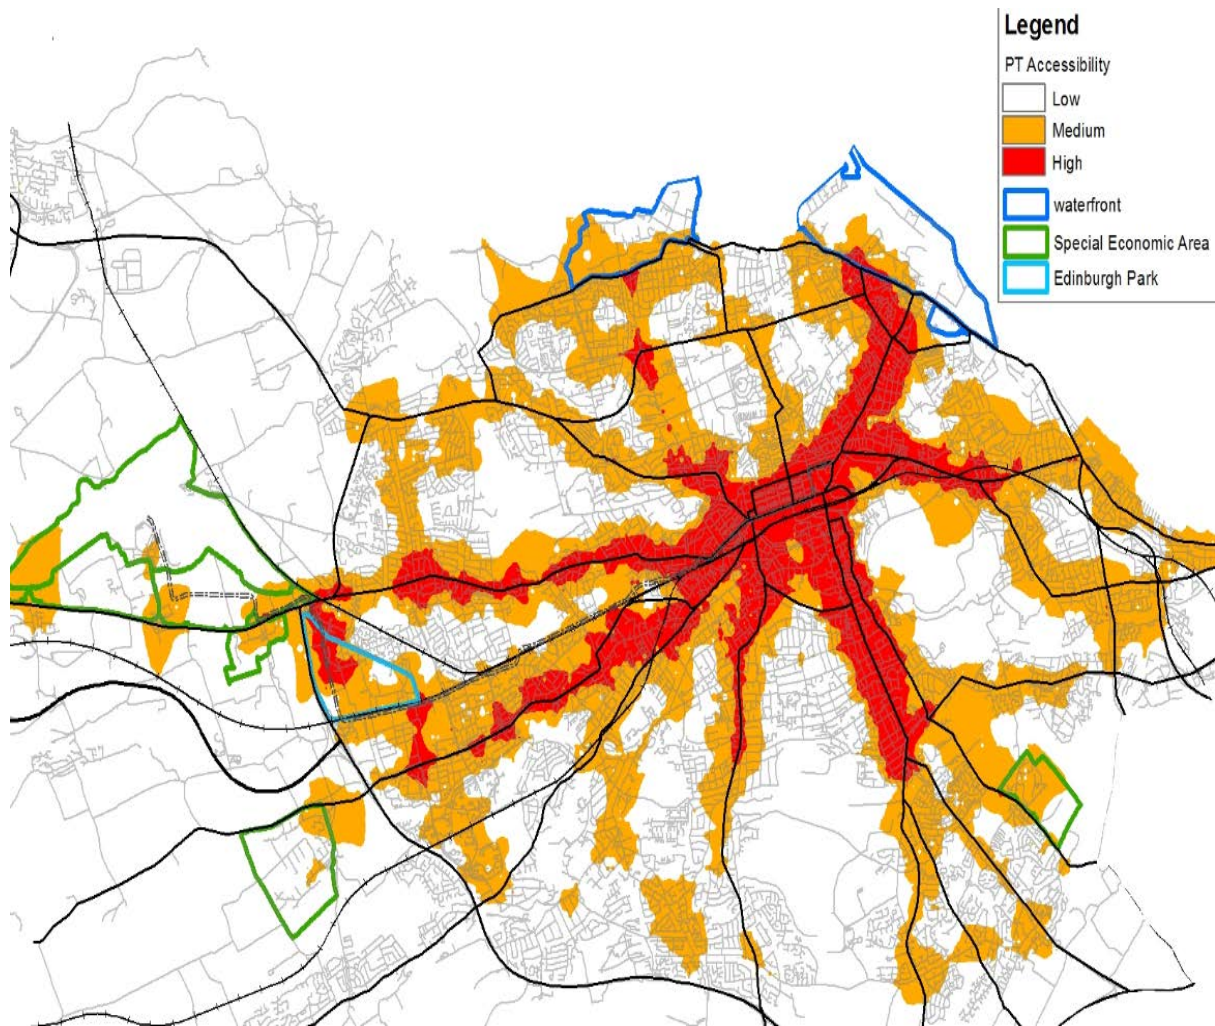 Legend
PT Accessibility
Low
Medium
High
waterfront
Special Economic Area
Edinburgh Park